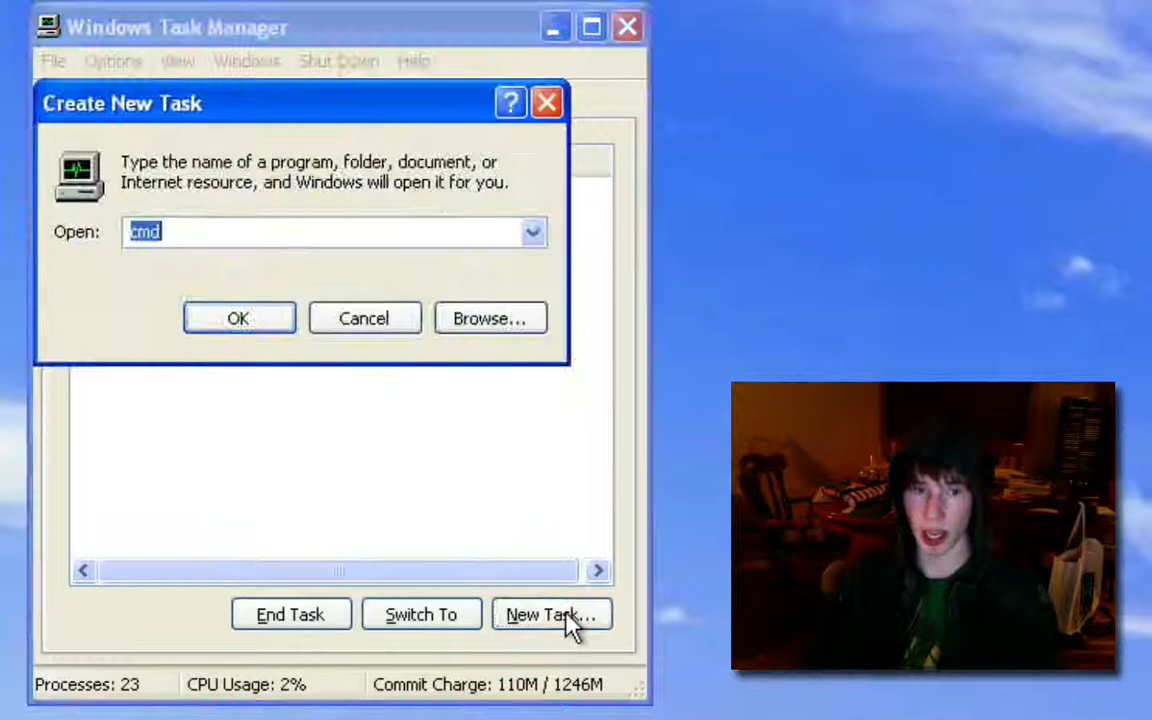 Windows Task Manager
File Options View Windows Shut Down Help
Create New Task
Type the name of a program, folder, document, or
Internet resource, and Windows will open it for you.
Open: cmd
OK Cancel Browse...
End Task Switch To New Task...
Processes: 23 CPU Usage: 2% Commit Charge: 110M / 1246M